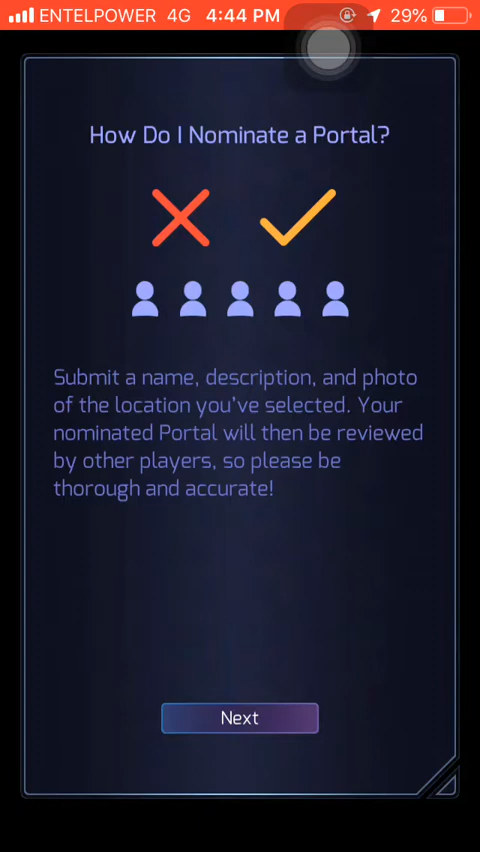 ENTELPOWER 4G 4:44 PM 29%
How Do I Nominate a Portal?
Submit a name, description, and photo
of the location you've selected. Your
nominated Portal will then be reviewed
by other players, so please be
thorough and accurate!
Next